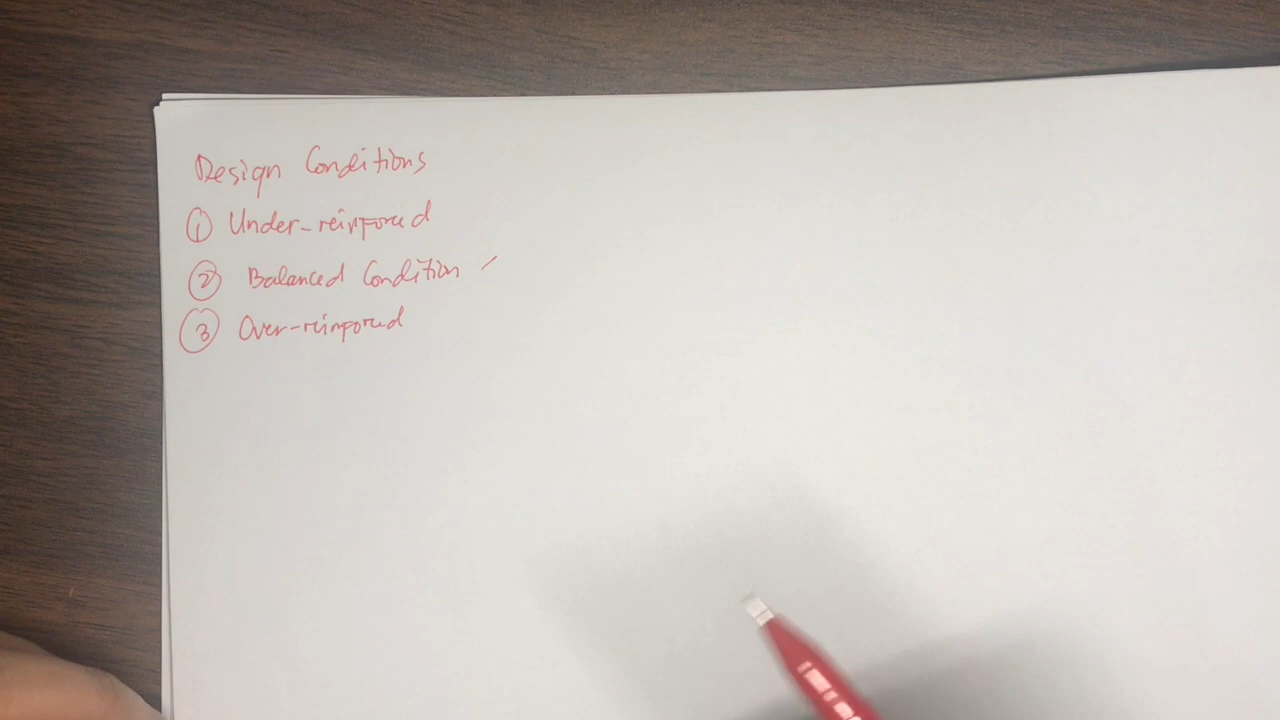 Design Conditions
① Under-reinforced
② Balanced Condition
③ Over-reinforced